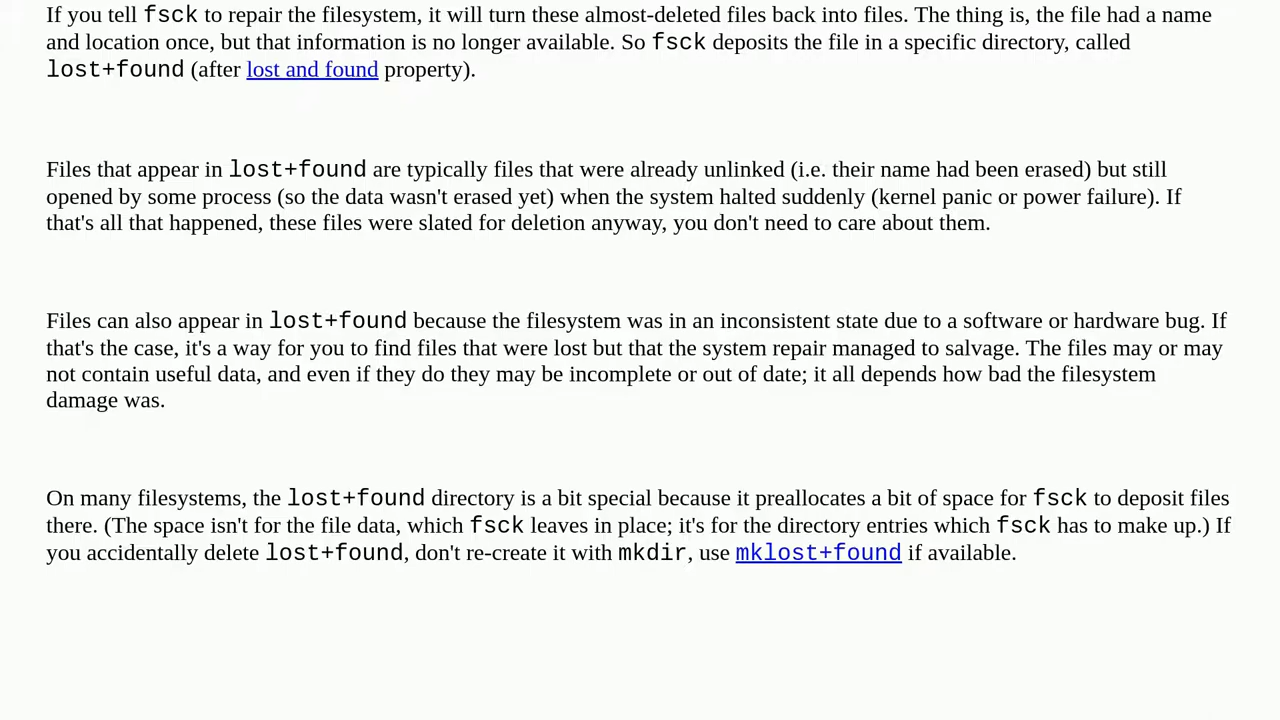 If you tell fsck to repair the filesystem, it will turn these almost-deleted files back into files. The thing is, the file had a name
and location once, but that information is no longer available. So fsck deposits the file in a specific directory, called
lost+found (after lost and found property).
Files that appear in lost+found are typically files that were already unlinked (i.e. their name had been erased) but still
opened by some process (so the data wasn't erased yet) when the system halted suddenly (kernel panic or power failure). If
that's all that happened, these files were slated for deletion anyway, you don't need to care about them.
Files can also appear in lost+found because the filesystem was in an inconsistent state due to a software or hardware bug. If
that's the case, it's a way for you to find files that were lost but that the system repair managed to salvage. The files may or may
not contain useful data, and even if they do they may be incomplete or out of date; it all depends how bad the filesystem
damage was.
On many filesystems, the lost+found directory is a bit special because it preallocates a bit of space for fsck to deposit files
there. (The space isn't for the file data, which fsck leaves in place; it's for the directory entries which fsck has to make up.) If
you accidentally delete lost+found, don't re-create it with mkdir, use mklost+found if available.